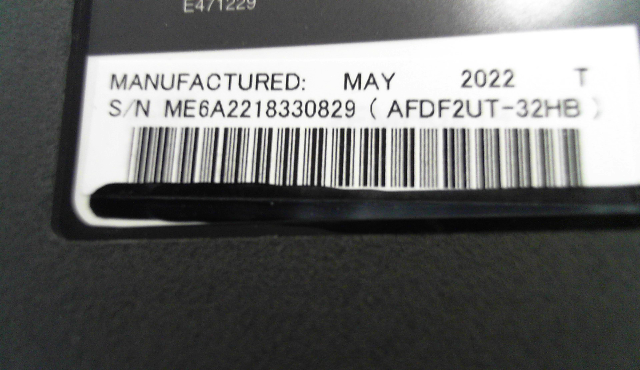 E471229
MANUFACTURED: MAY 2022 T
S/N ME6A2218330829 ( AFDF2UT-32HB )